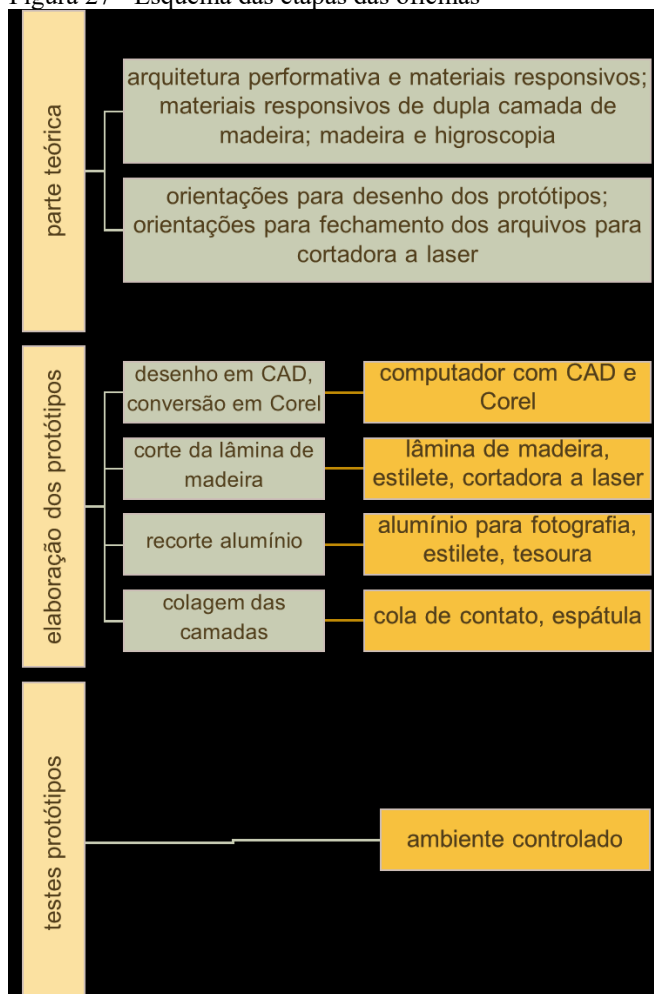 Figura 27 - Esquema das etapas das oficinas
parte teórica
arquitetura performativa e materiais responsivos;
materiais responsivos de dupla camada de
madeira; madeira e higroscopia
orientações para desenho dos protótipos;
orientações para fechamento dos arquivos para
cortadora a laser
elaboração dos protótipos
desenho em CAD,
conversão em Corel
computador com CAD e
Corel
corte da lâmina de
madeira
lâmina de madeira,
estilete, cortadora a laser
recorte alumínio
alumínio para fotografia,
estilete, tesoura
colagem das
camadas
cola de contato, espátula
testes protótipos
ambiente controlado